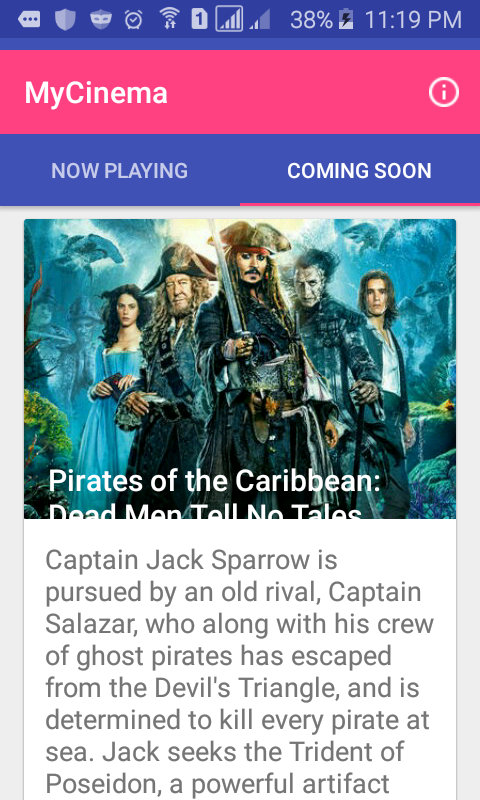 1 38% 11:19 PM
MyCinema
NOW PLAYING COMING SOON
Pirates of the Caribbean:
Dead Men Tell No Tales
Captain Jack Sparrow is
pursued by an old rival, Captain
Salazar, who along with his crew
of ghost pirates has escaped
from the Devil's Triangle, and is
determined to kill every pirate at
sea. Jack seeks the Trident of
Poseidon, a powerful artifact